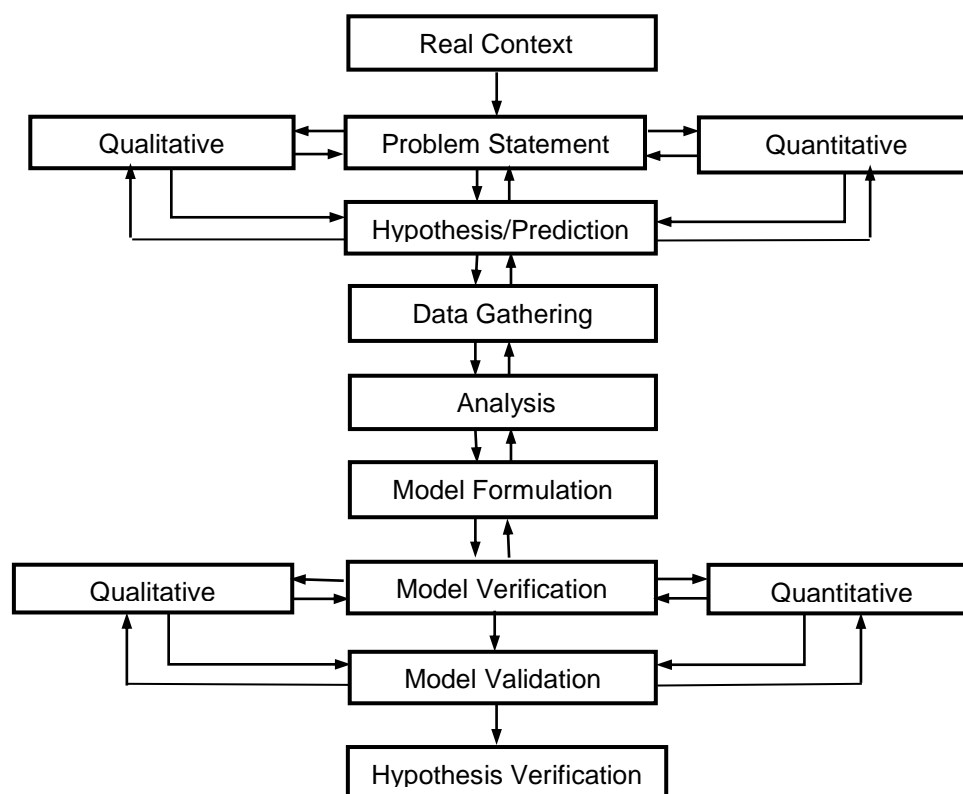 Real Context
Qualitative
Problem Statement
Quantitative
Hypothesis/Prediction
Data Gathering
Analysis
Model Formulation
Qualitative
Model Verification
Quantitative
Model Validation
Hypothesis Verification